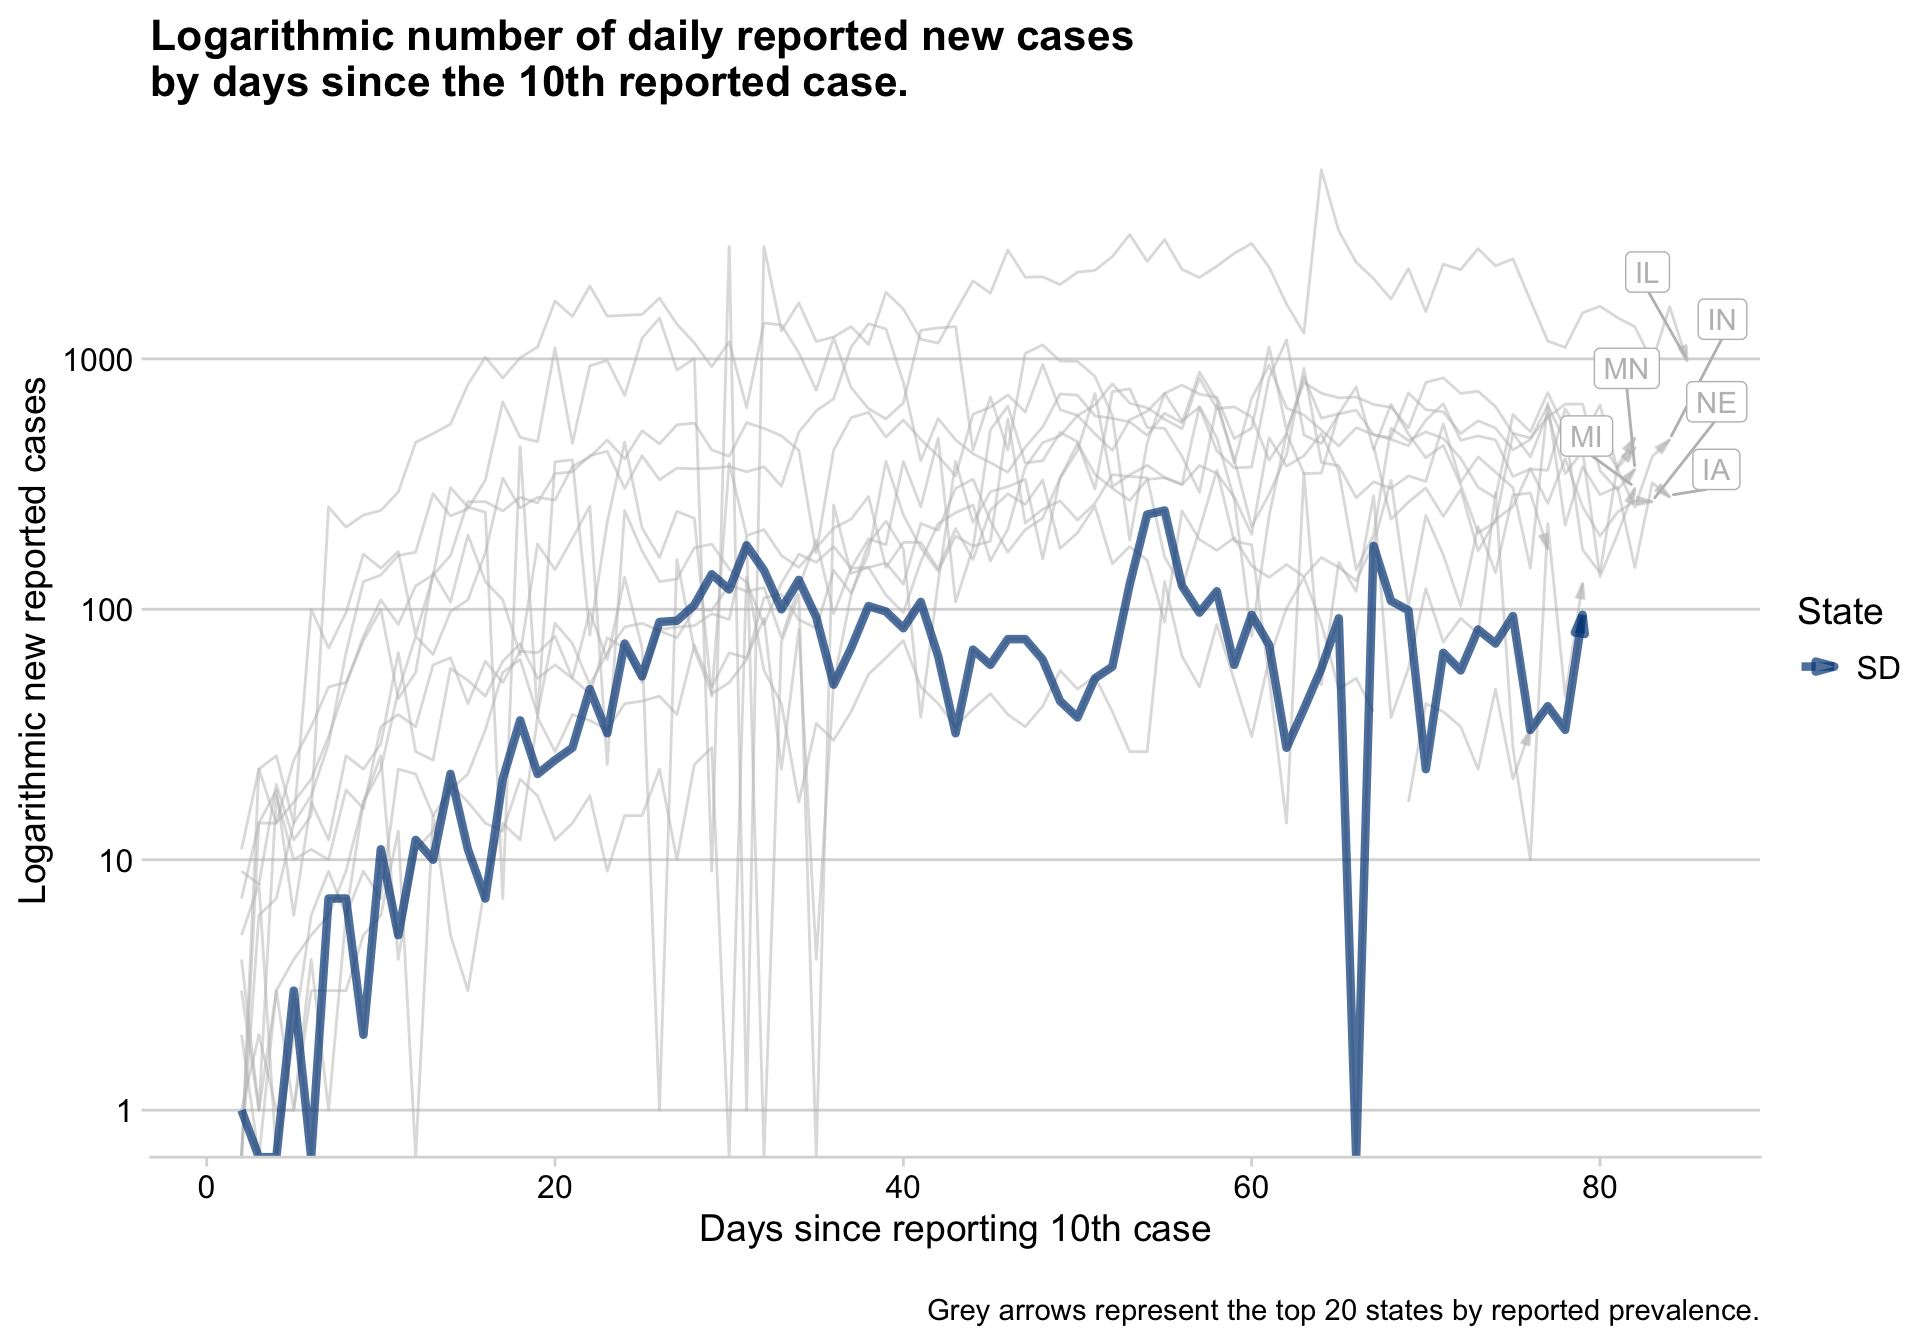 Logarithmic number of daily reported new cases
by days since the 10th reported case.
Logarithmic new reported cases
1000
100
10
1
IL
IN
MN
NE
MI
IA
State
SD
0
20
40
60
80
Days since reporting 10th case
Grey arrows represent the top 20 states by reported prevalence.